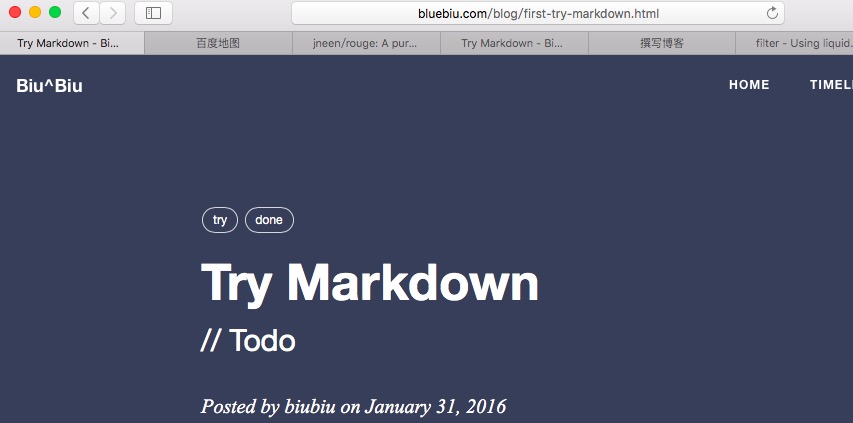 bluebiu.com/blog/first-try-markdown.html
Try Markdown - Bi...
百度地图
jneen/rouge: A pur...
Try Markdown - Bi...
撰写博客
filter - Using liquid.
Biu^Biu
HOME
TIMELI
try
done
Try Markdown
// Todo
Posted by biubiu on January 31, 2016